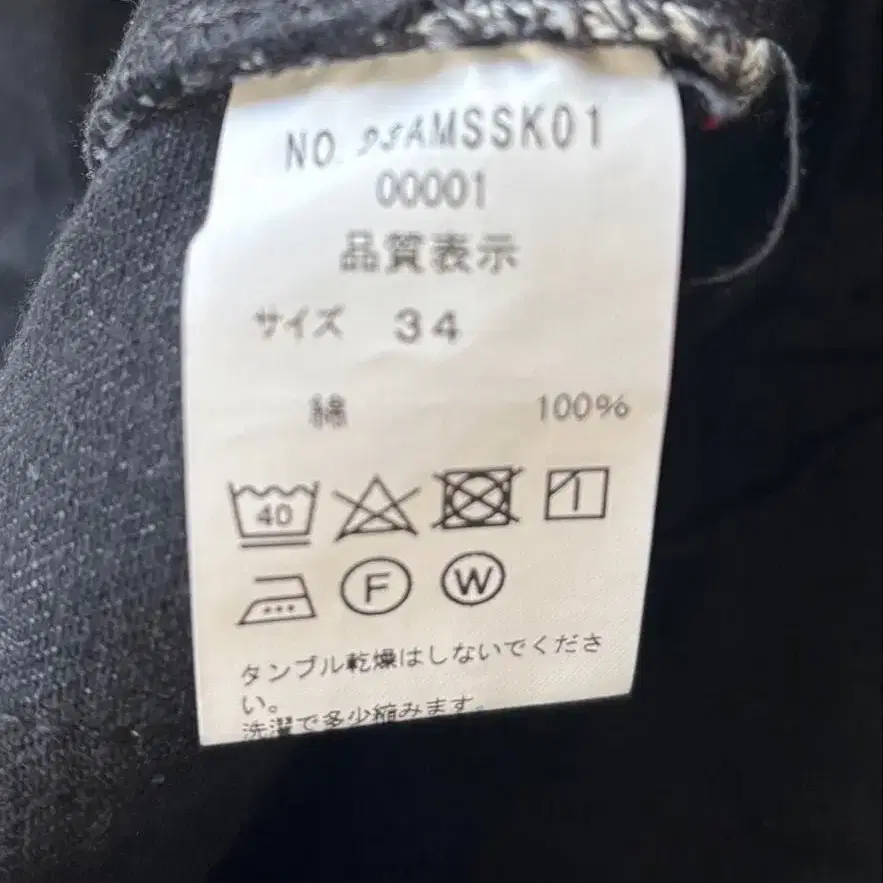 NO.93AMSSK01
00001
品質表示
サイズ 34
綿 100%
40
F W
タンブル乾燥はしないでくださ
い。
洗濯で多少縮みます。